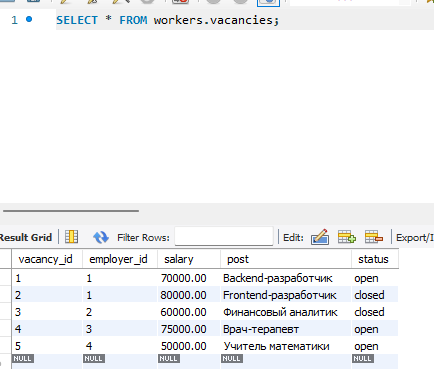 1 SELECT * FROM workers.vacancies;
Result Grid Filter Rows: Edit: Export/I
vacancy_id employer_id salary post status
1 1 70000.00 Backend-разработчик open
2 1 80000.00 Frontend-разработчик closed
3 2 60000.00 Финансовый аналитик closed
4 3 75000.00 Врач-терапевт open
5 4 50000.00 Учитель математики open
NULL NULL NULL NULL NULL